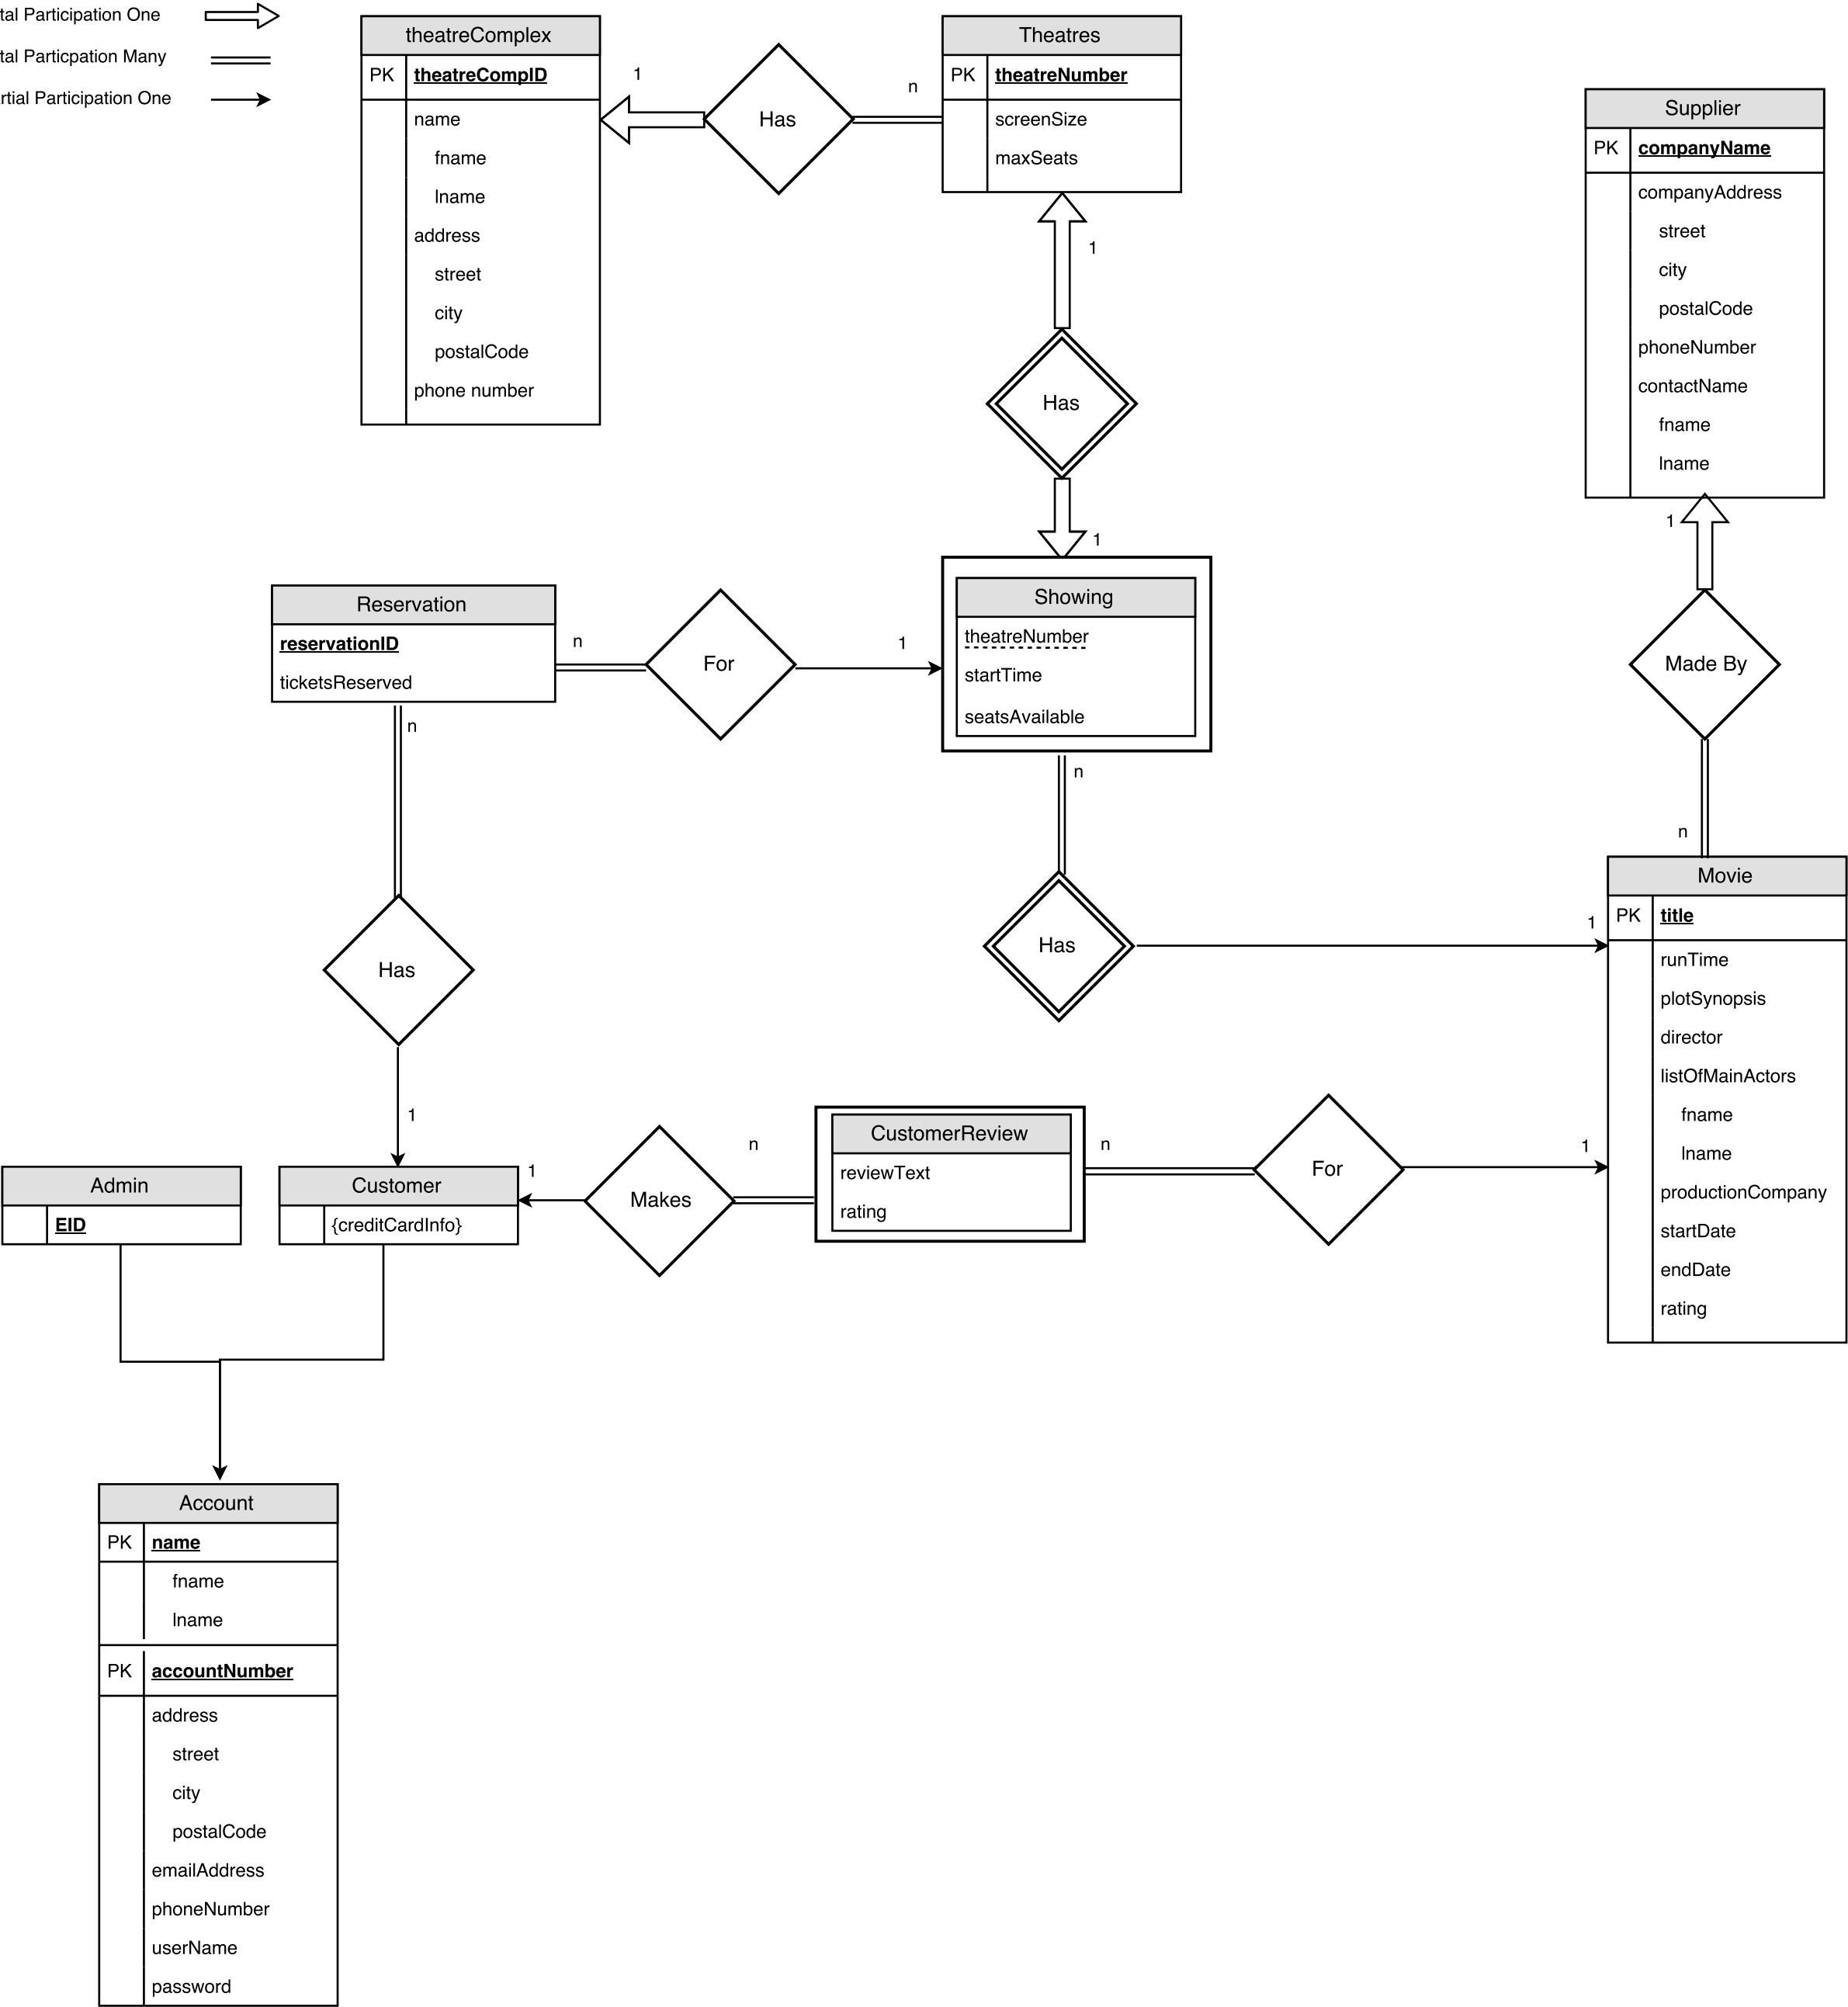 tal Participation One
tal Particpation Many
rtial Participation One
theatreComplex
PK theatreCompID
name
fname
lname
address
street
city
postalCode
phone number
1
Has
n
Theatres
PK theatreNumber
screenSize
maxSeats
1
Has
1
Supplier
PK companyName
companyAddress
street
city
postalCode
phoneNumber
contactName
fname
lname
1
Made By
n
Reservation
reservationID
ticketsReserved
n
For
1
Showing
theatreNumber
startTime
seatsAvailable
n
Has
1
n
Has
1
Movie
PK title
runTime
plotSynopsis
director
listOfMainActors
fname
lname
productionCompany
startDate
endDate
rating
Admin
EID
Customer
{creditCardInfo}
1
Makes
n
CustomerReview
reviewText
rating
n
For
1
Account
PK name
fname
lname
PK accountNumber
address
street
city
postalCode
emailAddress
phoneNumber
userName
password